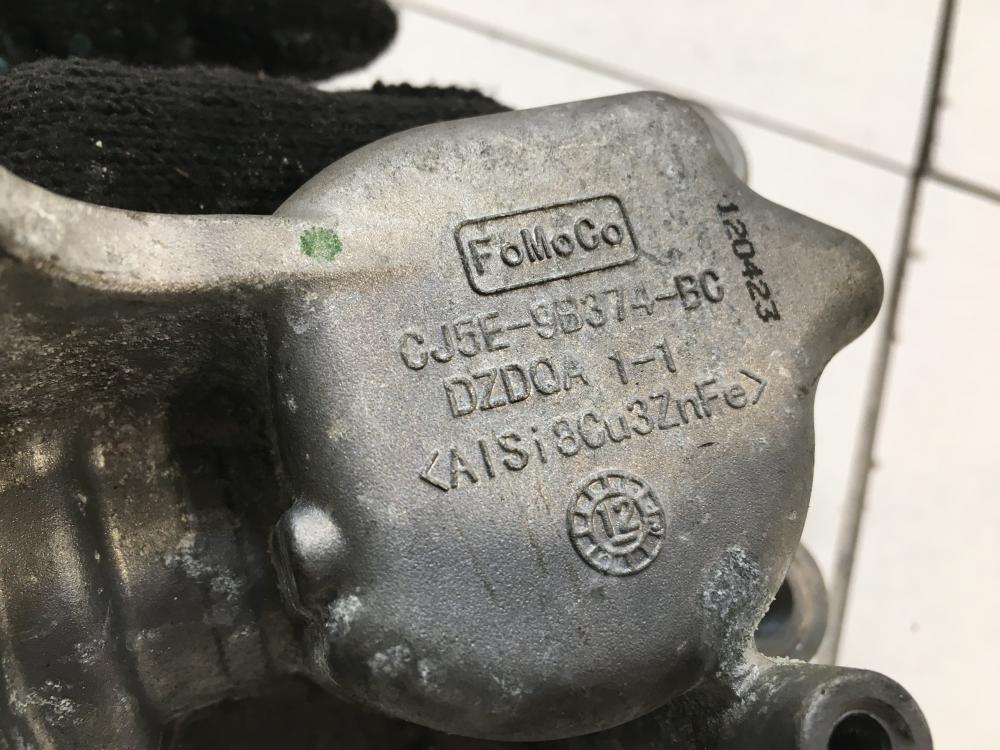 FoMoCo
CJ5E-9B374-BC
DZDQA 1-1
<AlSi8Cu3ZnFe>
12
120423